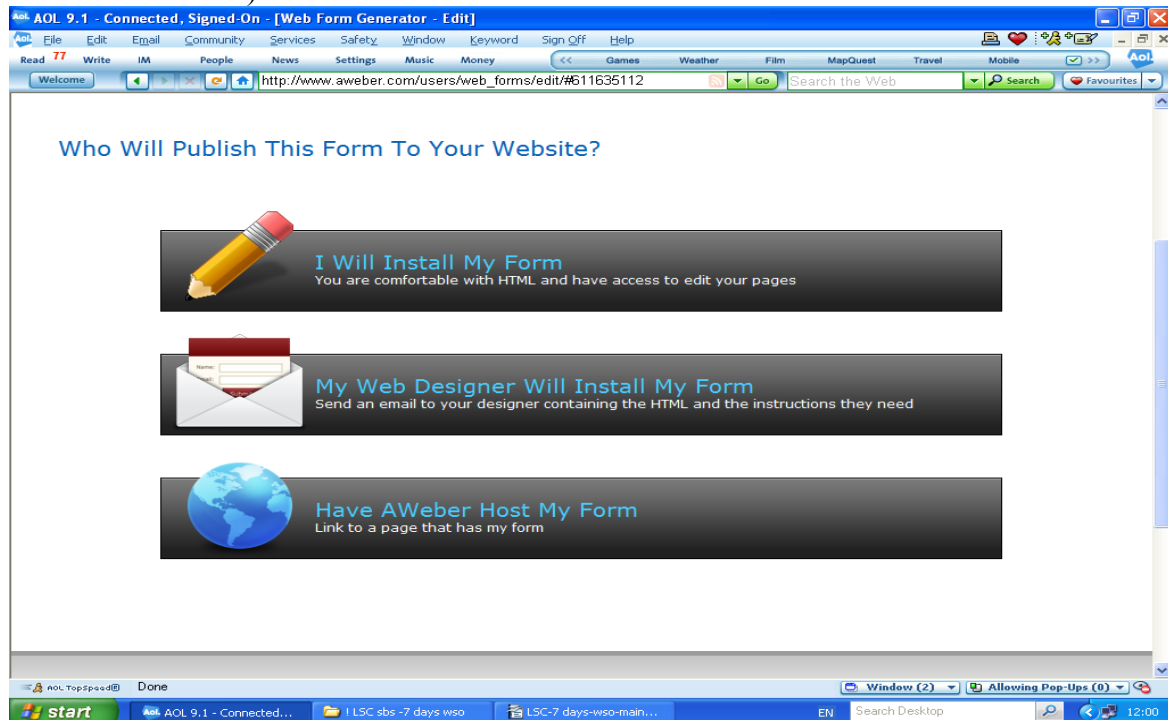 AOL 9.1 - Connected, Signed-On - [Web Form Generator - Edit]
File Edit Email Community Services Safety Window Keyword Sign Off Help
Read 77 Write IM People News Settings Music Money << Games Weather Film MapQuest Travel Mobile >> AOL
Welcome http://www.aweber.com/users/web_forms/edit/#611635112 Go Search the Web Search Favourites
Who Will Publish This Form To Your Website?
I Will Install My Form
You are comfortable with HTML and have access to edit your pages
Name:
My Web Designer Will Install My Form
Send an email to your designer containing the HTML and the instructions they need
Have AWeber Host My Form
Link to a page that has my form
AOL TopSpeed® Done Window (2) Allowing Pop-Ups (0)
start AOL 9.1 - Connected... ! LSC sbs -7 days wso LSC-7 days-wso-main... EN Search Desktop 12:00